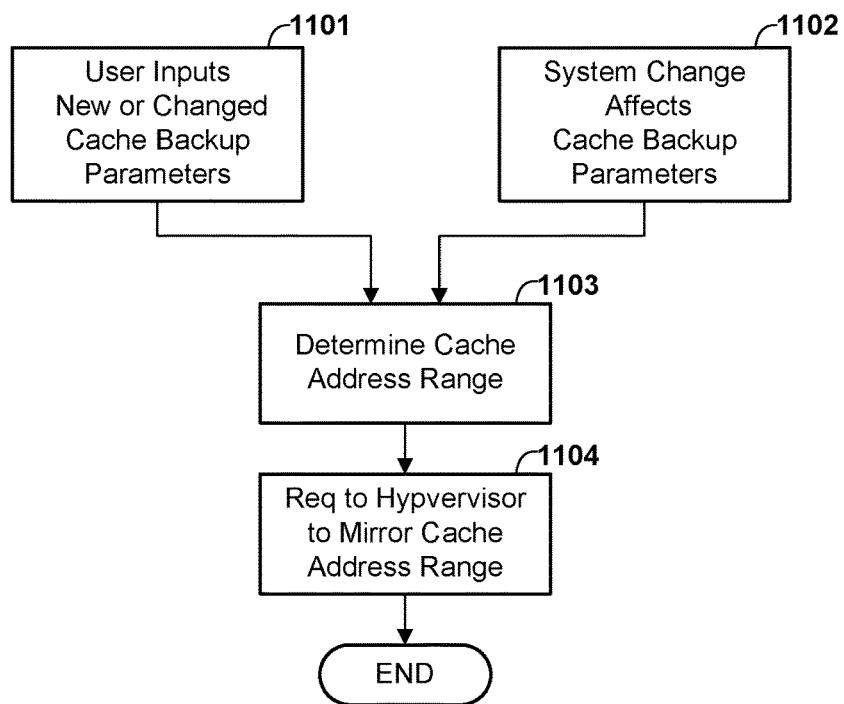 1101
User Inputs
New or Changed
Cache Backup
Parameters
1102
System Change
Affects
Cache Backup
Parameters
1103
Determine Cache
Address Range
1104
Req to Hypvervisor
to Mirror Cache
Address Range
END